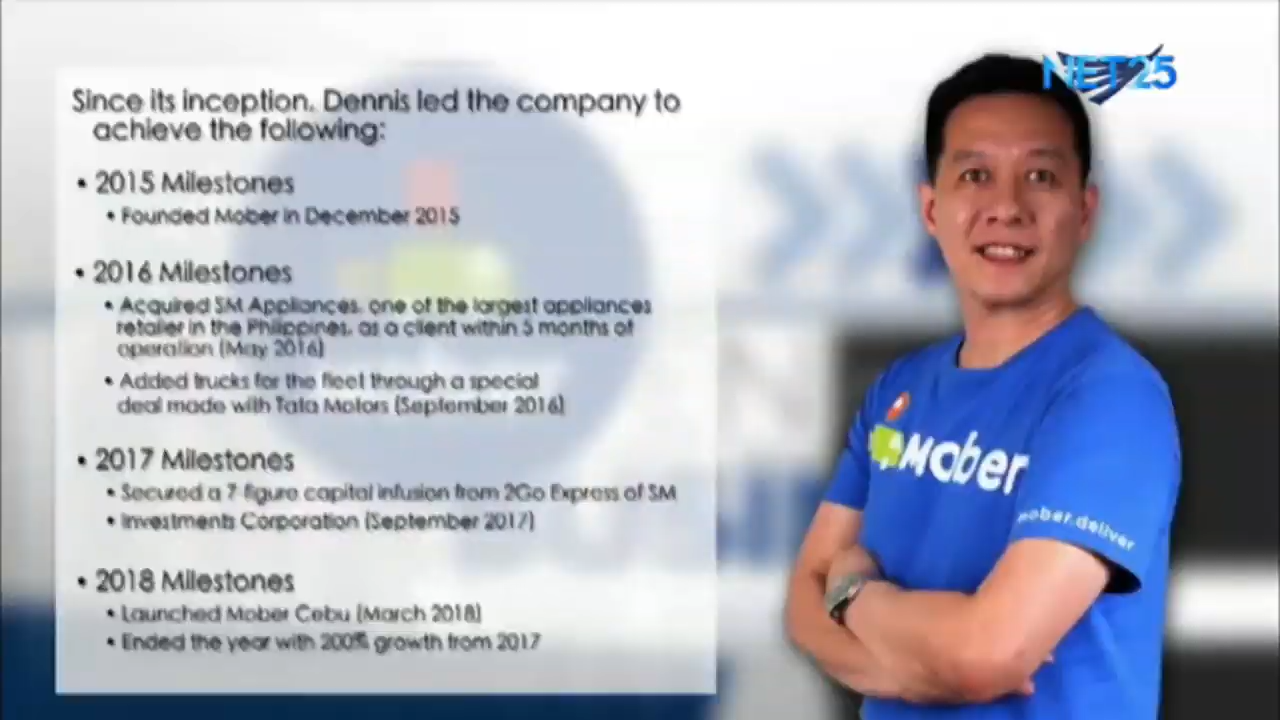 Since its inception, Dennis led the company to
achieve the following:
• 2015 Milestones
• Founded Mober in December 2015
• 2016 Milestones
• Acquired SM Appliances, one of the largest appliances
retailer in the Philippines, as a client within 5 months of
operation (May 2016)
• Added trucks for the fleet through a special
deal made with Tata Motors (September 2016)
• 2017 Milestones
• Secured a 7-figure capital infusion from 2Go Express of SM
• Investments Corporation (September 2017)
• 2018 Milestones
• Launched Mober Cebu (March 2018)
• Ended the year with 200% growth from 2017
NET25
Mober
mober.deliver